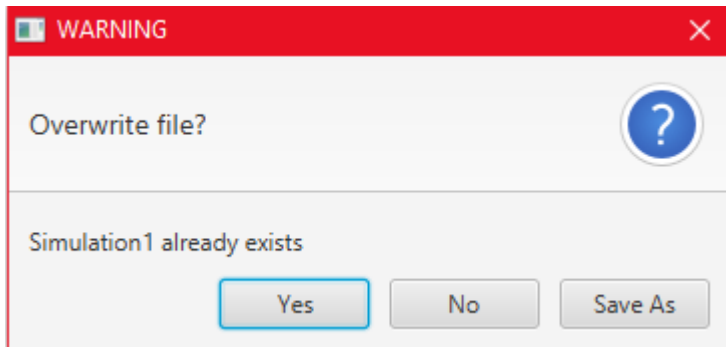 WARNING
Overwrite file?
?
Simulation1 already exists
Yes No Save As